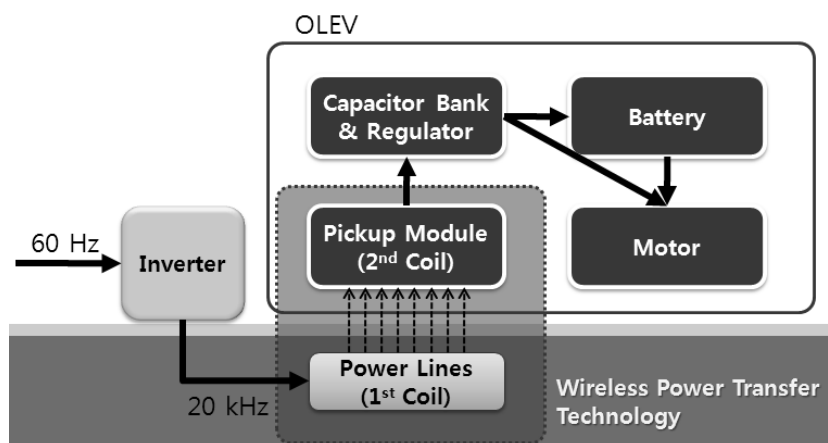 OLEV
Capacitor Bank
& Regulator
Battery
60 Hz
Inverter
Pickup Module
(2nd Coil)
Motor
Power Lines
(1st Coil)
20 kHz
Wireless Power Transfer
Technology